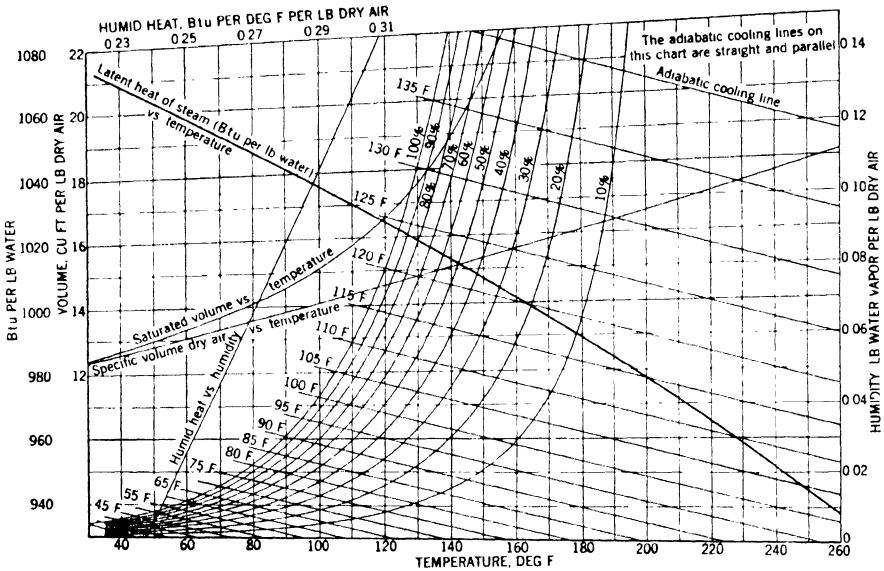 HUMID HEAT, Btu PER DEG F PER LB DRY AIR
0 23 0.25 0.27 0.29 0.30 0.31
The adiabatic cooling lines on
this chart are straight and parallel
Adiabatic cooling line
Latent heat of steam (Btu per lb water)
vs temperature
1080
1060
1040
1020
1000
980
960
940
Btu PER LB WATER
22
20
18
16
14
12
VOLUME, CU FT PER LB DRY AIR
135 F
130 F
125 F
120 F
115 F
110 F
105 F
100 F
95 F
90 F
85 F
80 F
75 F
65 F
55 F
45 F
100%
90%
80%
70%
60%
50%
40%
30%
20%
10%
Saturated volume vs temperature
Specific volume dry air vs temperature
Humid heat vs humidity
0 14
0 12
0 10
0 08
0 06
0 04
0 02
0
HUMIDITY, LB WATER VAPOR PER LB DRY AIR
40 60 80 100 120 140 160 180 200 220 240 260
TEMPERATURE, DEG F